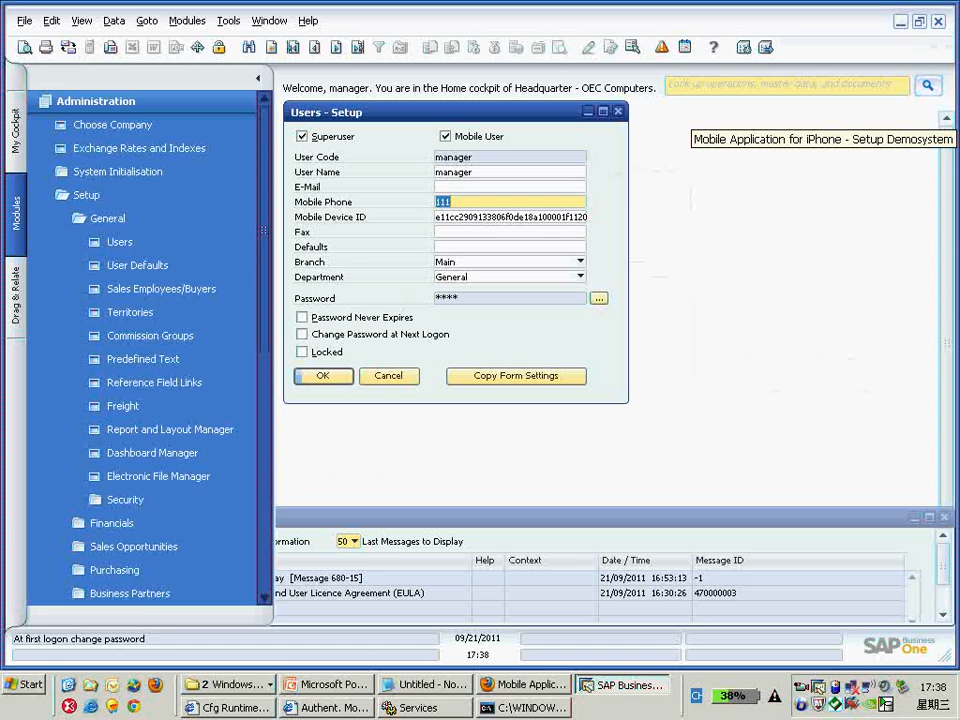 File Edit View Data Goto Modules Tools Window Help
Welcome, manager. You are in the Home cockpit of Headquarter - OEC Computers.
Look up operations, master data, and documents
Mobile Application for iPhone - Setup Demosystem
My Cockpit
Modules
Drag & Relate
Administration
Choose Company
Exchange Rates and Indexes
System Initialisation
Setup
General
Users
User Defaults
Sales Employees/Buyers
Territories
Commission Groups
Predefined Text
Reference Field Links
Freight
Report and Layout Manager
Dashboard Manager
Electronic File Manager
Security
Financials
Sales Opportunities
Purchasing
Business Partners
Users - Setup
Superuser Mobile User
User Code manager
User Name manager
E-Mail
Mobile Phone 111
Mobile Device ID e11cc2909133806f0de18a100001f1120
Fax
Defaults
Branch Main
Department General
Password ****
...
Password Never Expires
Change Password at Next Logon
Locked
OK Cancel Copy Form Settings
ormation 50 Last Messages to Display
Help Context Date / Time Message ID
ay [Message 680-15] 21/09/2011 16:53:13 -1
nd User Licence Agreement (EULA) 21/09/2011 16:30:26 470000003
At first logon change password 09/21/2011
17:38
SAP Business One
Start 2 Windows... Microsoft Po... Untitled - No... Mobile Applic... SAP Busines... 38% 17:38
Cfg Runtime... Authent. Mo... Services C:\WINDOW... 星期三